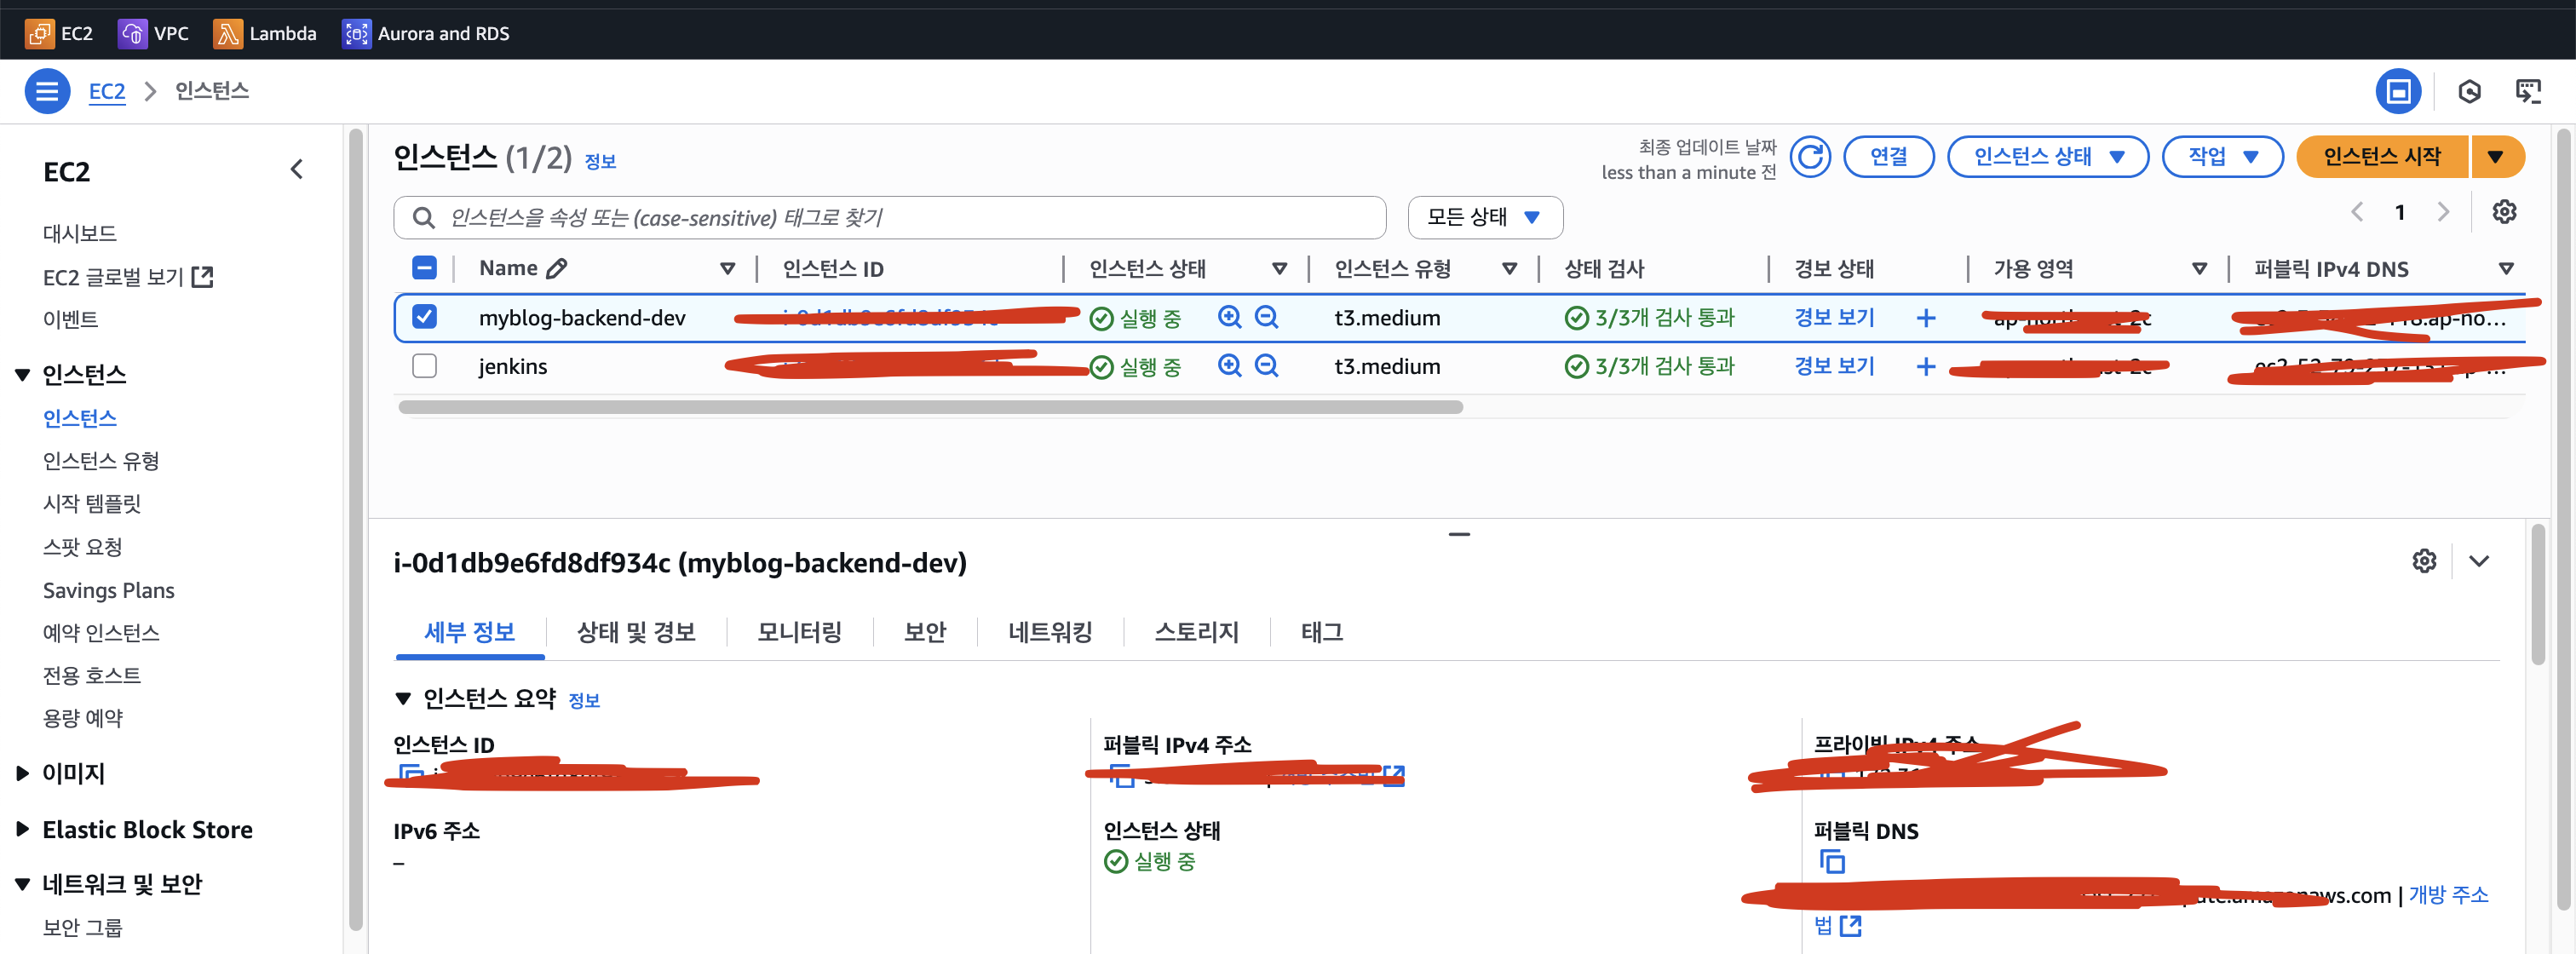 EC2 VPC Lambda Aurora and RDS
EC2 > 인스턴스
EC2
대시보드
EC2 글로벌 보기
이벤트
인스턴스
인스턴스
인스턴스 유형
시작 템플릿
스팟 요청
Savings Plans
예약 인스턴스
전용 호스트
용량 예약
이미지
Elastic Block Store
네트워크 및 보안
보안 그룹
인스턴스 (1/2) 정보
최종 업데이트 날짜
less than a minute 전
연결 인스턴스 상태 작업 인스턴스 시작
인스턴스을 속성 또는 (case-sensitive) 태그로 찾기
모든 상태
1
Name 인스턴스 ID 인스턴스 상태 인스턴스 유형 상태 검사 경보 상태 가용 영역 퍼블릭 IPv4 DNS
myblog-backend-dev 실행 중 t3.medium 3/3개 검사 통과 경보 보기 +
jenkins 실행 중 t3.medium 3/3개 검사 통과 경보 보기 +
i-0d1db9e6fd8df934c (myblog-backend-dev)
세부 정보 상태 및 경보 모니터링 보안 네트워킹 스토리지 태그
인스턴스 요약 정보
인스턴스 ID
퍼블릭 IPv4 주소
프라이빗 IPv4 주소
IPv6 주소
–
인스턴스 상태
실행 중
퍼블릭 DNS
| 개방 주소
법